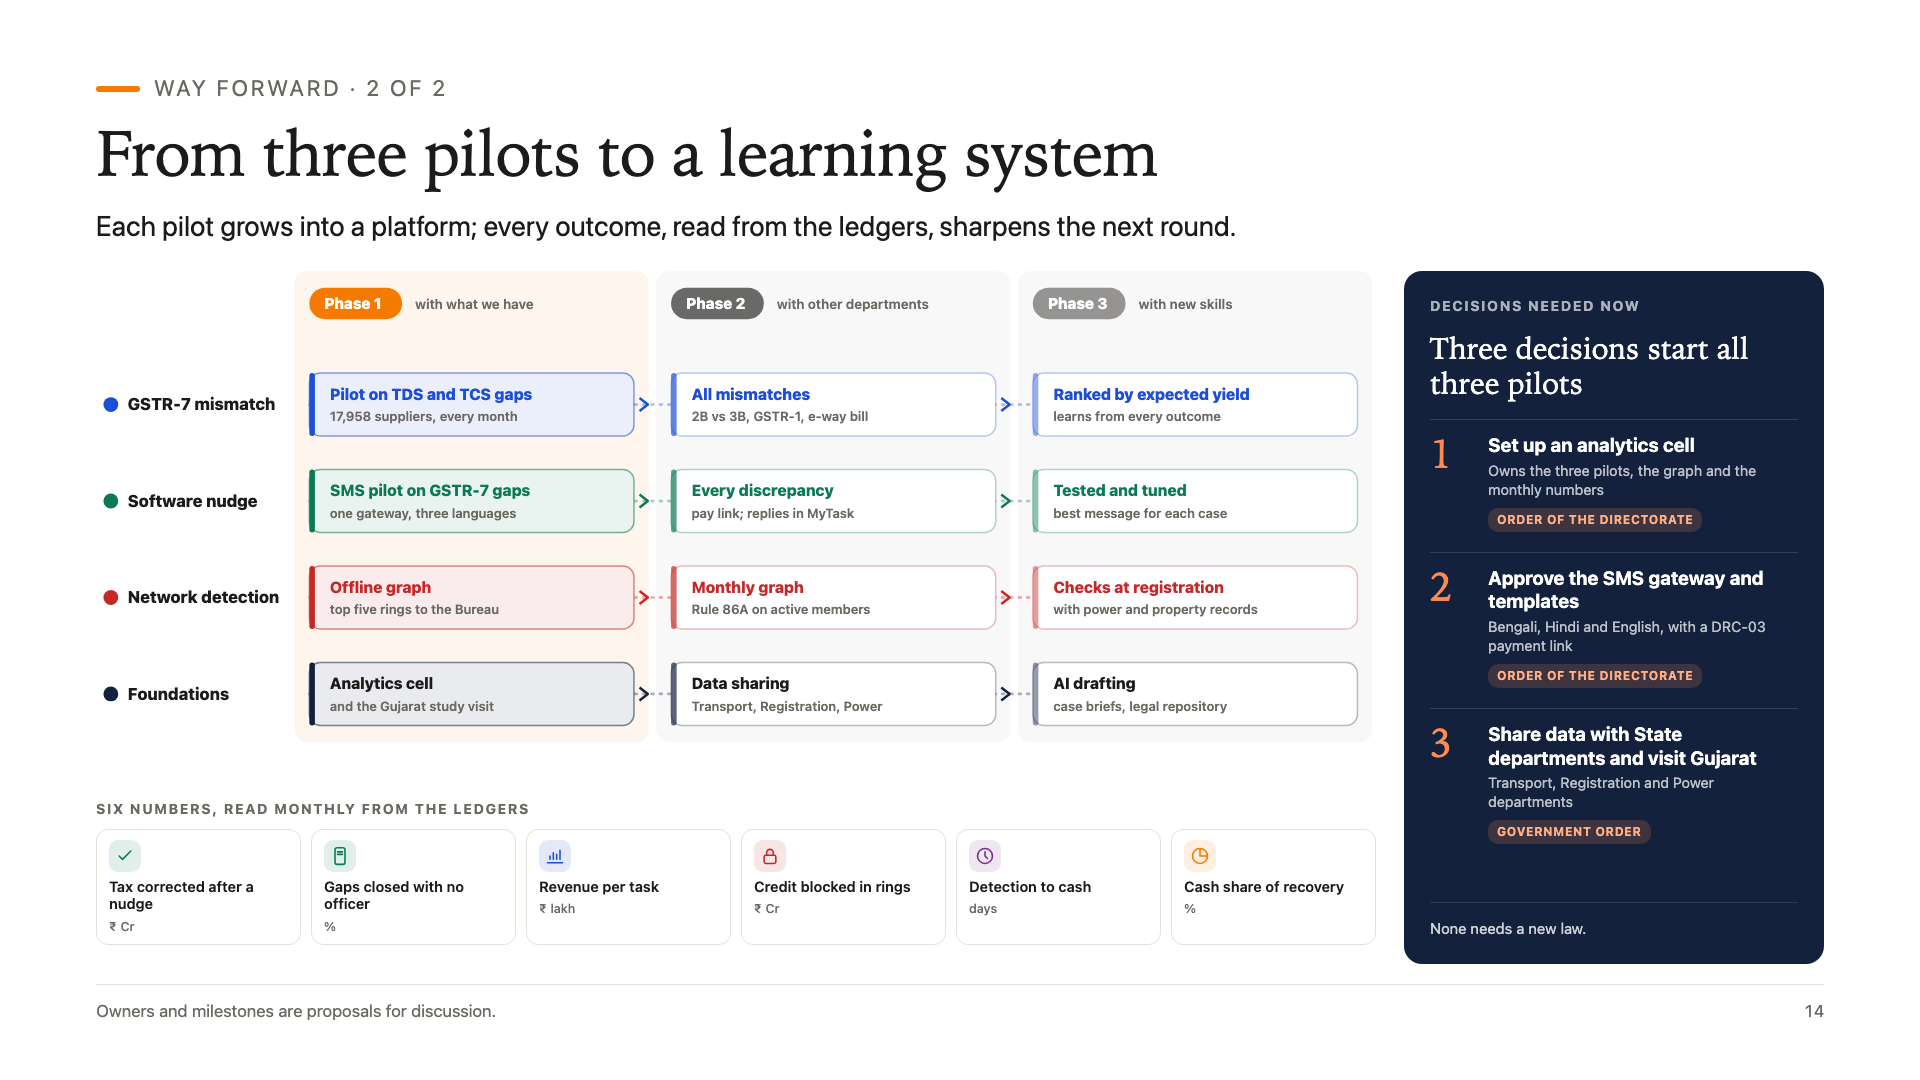 WAY FORWARD · 2 OF 2
From three pilots to a learning system
Each pilot grows into a platform; every outcome, read from the ledgers, sharpens the next round.
Phase 1 with what we have
Phase 2 with other departments
Phase 3 with new skills
GSTR-7 mismatch
Pilot on TDS and TCS gaps
17,958 suppliers, every month
All mismatches
2B vs 3B, GSTR-1, e-way bill
Ranked by expected yield
learns from every outcome
Software nudge
SMS pilot on GSTR-7 gaps
one gateway, three languages
Every discrepancy
pay link; replies in MyTask
Tested and tuned
best message for each case
Network detection
Offline graph
top five rings to the Bureau
Monthly graph
Rule 86A on active members
Checks at registration
with power and property records
Foundations
Analytics cell
and the Gujarat study visit
Data sharing
Transport, Registration, Power
AI drafting
case briefs, legal repository
SIX NUMBERS, READ MONTHLY FROM THE LEDGERS
Tax corrected after a
nudge
₹ Cr
Gaps closed with no
officer
%
Revenue per task
₹ lakh
Credit blocked in rings
₹ Cr
Detection to cash
days
Cash share of recovery
%
DECISIONS NEEDED NOW
Three decisions start all
three pilots
1
Set up an analytics cell
Owns the three pilots, the graph and the
monthly numbers
ORDER OF THE DIRECTORATE
2
Approve the SMS gateway and
templates
Bengali, Hindi and English, with a DRC-03
payment link
ORDER OF THE DIRECTORATE
3
Share data with State
departments and visit Gujarat
Transport, Registration and Power
departments
GOVERNMENT ORDER
None needs a new law.
Owners and milestones are proposals for discussion.
14